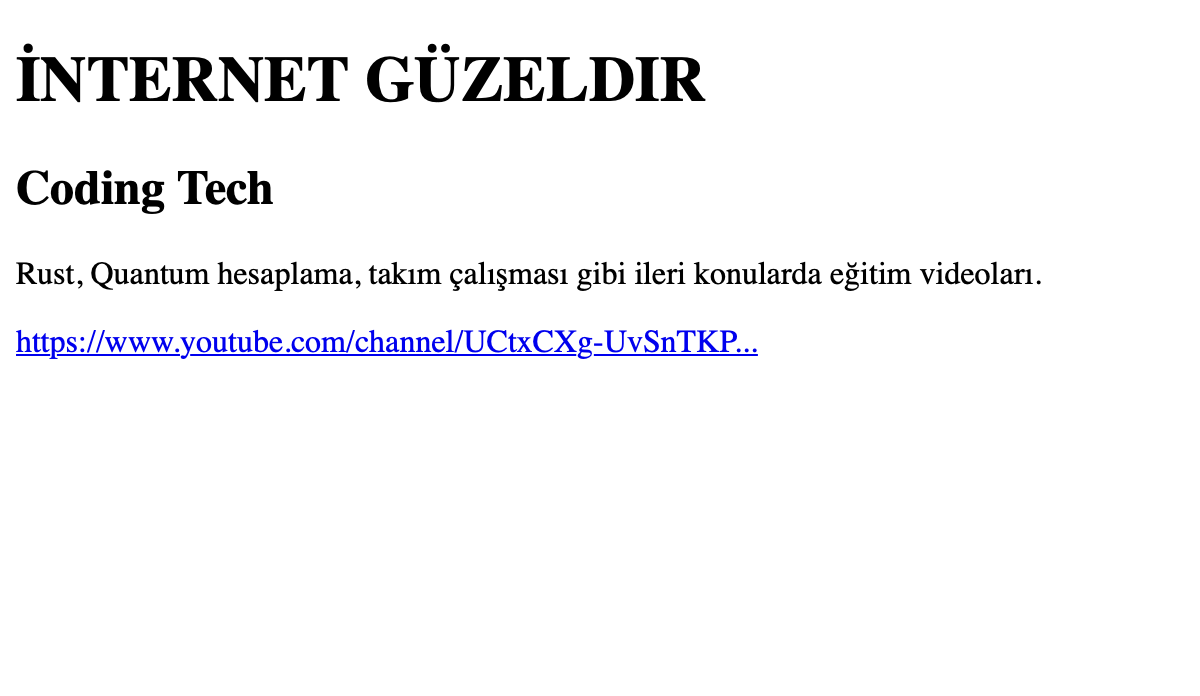 İNTERNET GÜZELDIR
Coding Tech
Rust, Quantum hesaplama, takım çalışması gibi ileri konularda eğitim videoları.
https://www.youtube.com/channel/UCtxCXg-UvSnTKP...